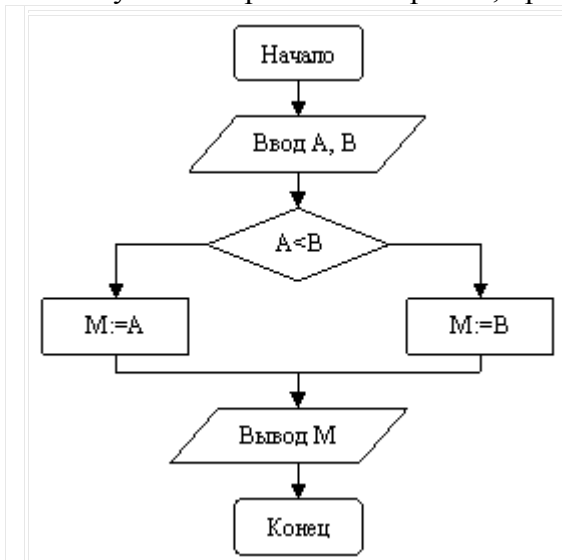 Начало
Ввод A, B
A<B
M:=A
M:=B
Вывод M
Конец